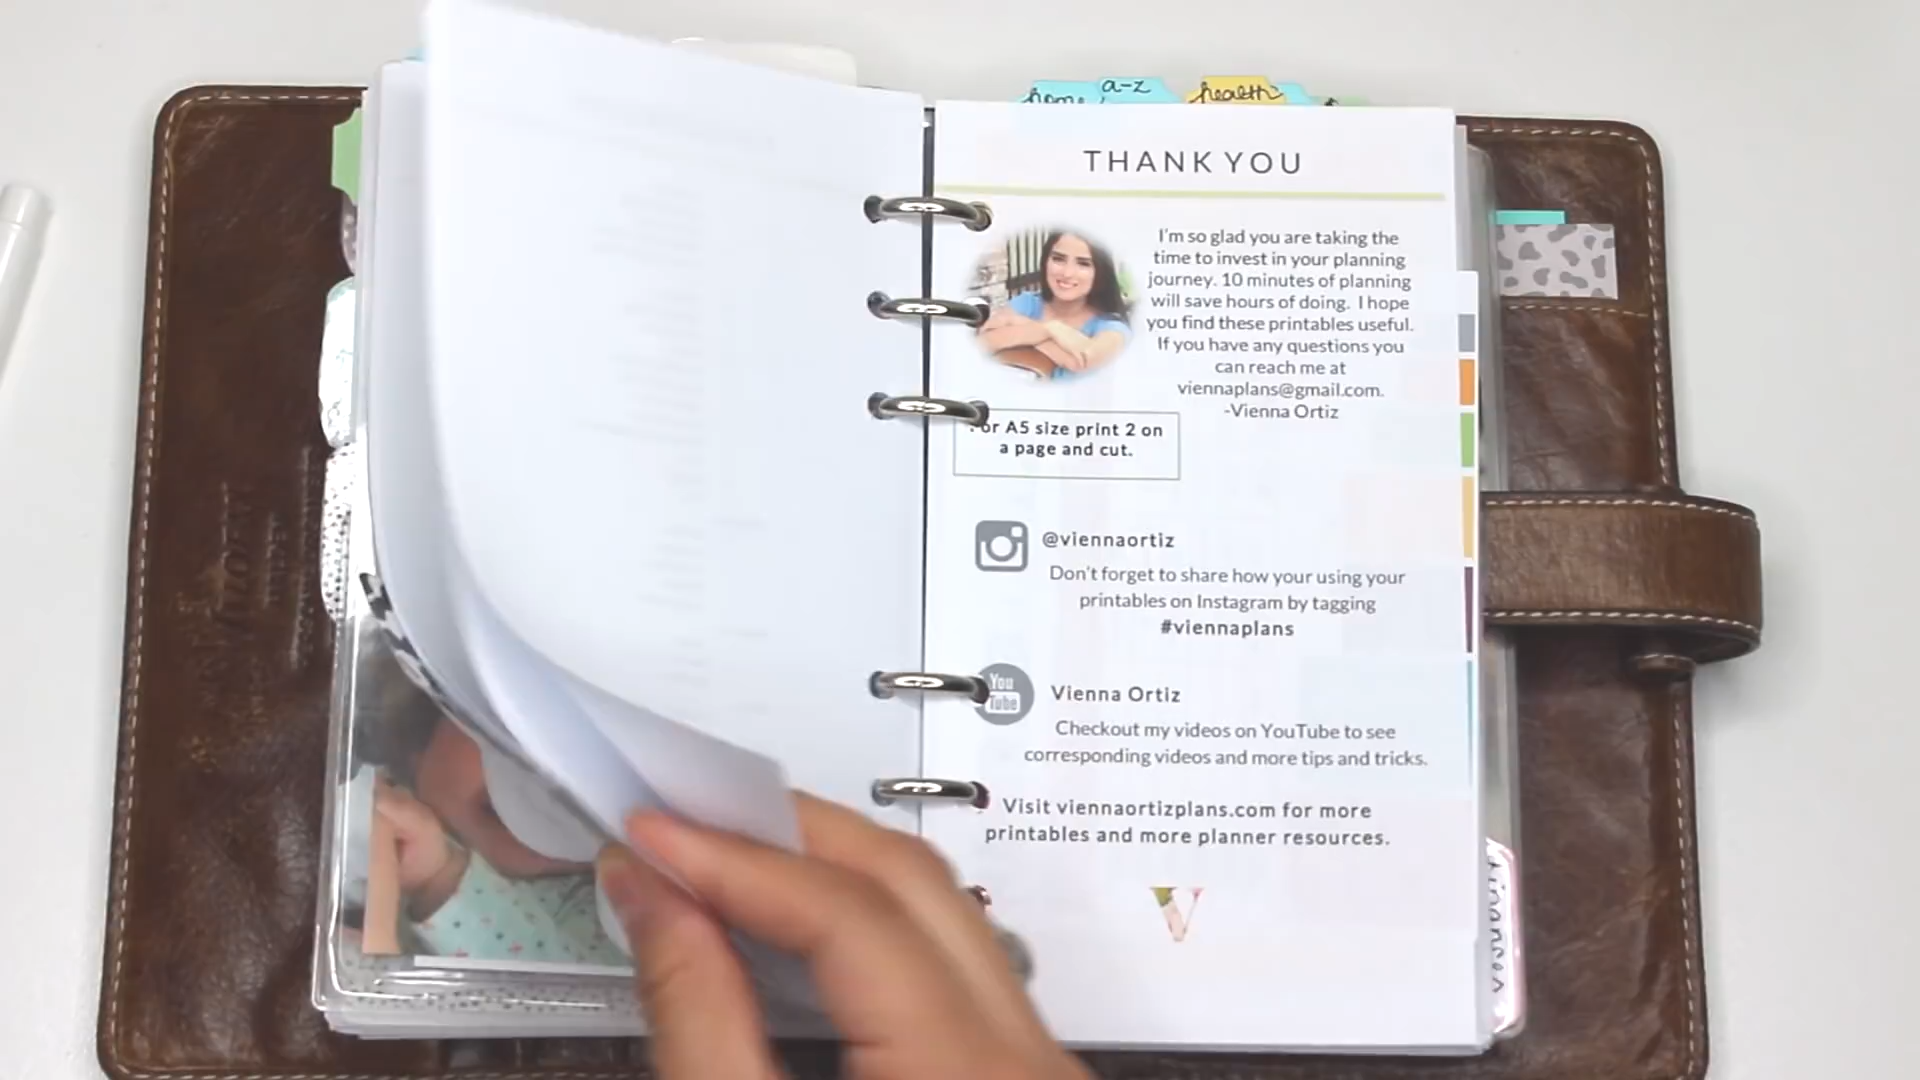 home
a-z
health
THANK YOU
I'm so glad you are taking the
time to invest in your planning
journey. 10 minutes of planning
will save hours of doing. I hope
you find these printables useful.
If you have any questions you
can reach me at
viennaplans@gmail.com.
-Vienna Ortiz
or A5 size print 2 on
a page and cut.
@viennaortiz
Don't forget to share how your using your
printables on Instagram by tagging
#viennaplans
You
Tube
Vienna Ortiz
Checkout my videos on YouTube to see
corresponding videos and more tips and tricks.
Visit viennaortizplans.com for more
printables and more planner resources.
V
finances